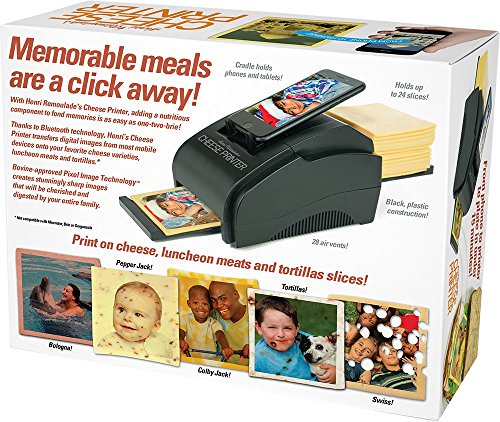 CHEESE
PRINTER
Memorable meals
are a click away!
With Henri Remoulade's Cheese Printer, adding a nutritious
component to fond memories is as easy as one-two-brie!
Thanks to Bluetooth technology, Henri's Cheese
Printer transfers digital images from most mobile
devices onto your favorite cheese varieties,
luncheon meats and tortillas.*
Bovine-approved Pixel Image Technology™
creates stunningly sharp images
that will be cherished and
digested by your entire family.
Cradle holds
phones and tablets!
Holds up
to 24 slices!
CHEESE PRINTER
Black, plastic
construction!
28 air vents!
Print on cheese, luncheon meats and tortillas slices!
Bologna!
Pepper Jack!
Colby Jack!
Tortillas!
Swiss!